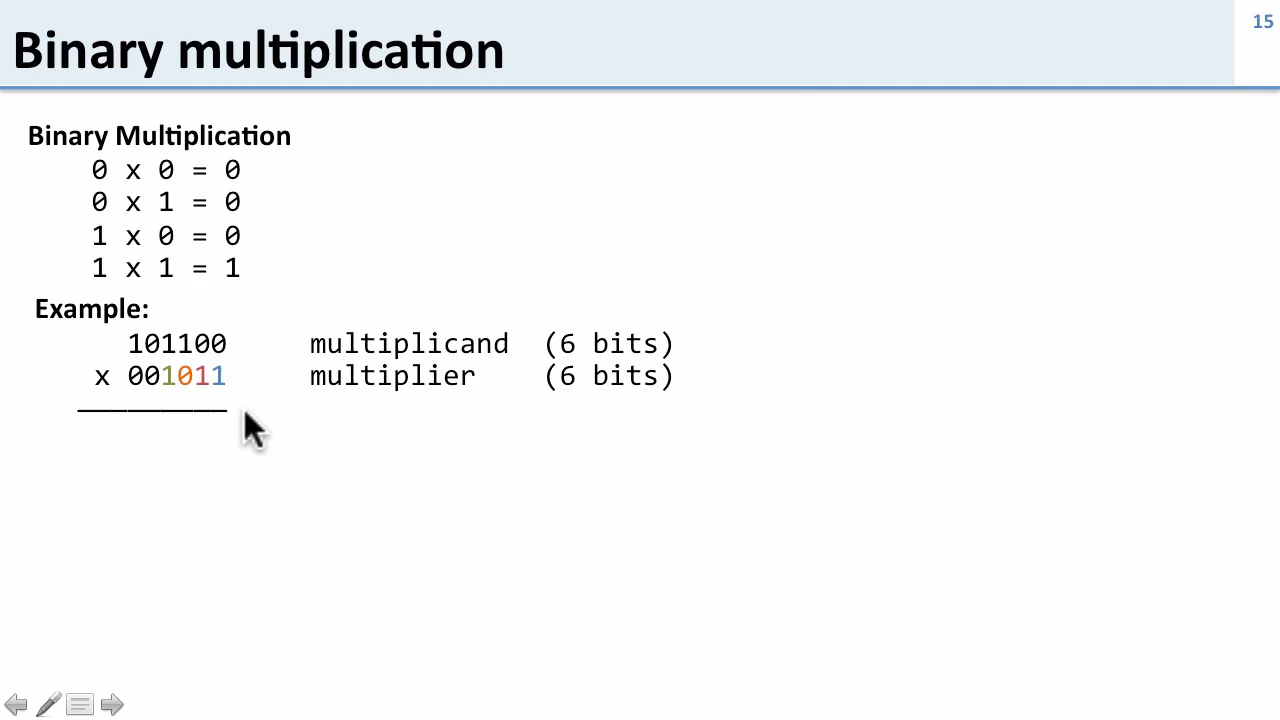 Binary multiplication
15
Binary Multiplication
0 x 0 = 0
0 x 1 = 0
1 x 0 = 0
1 x 1 = 1
Example:
101100 multiplicand (6 bits)
x 001011 multiplier (6 bits)